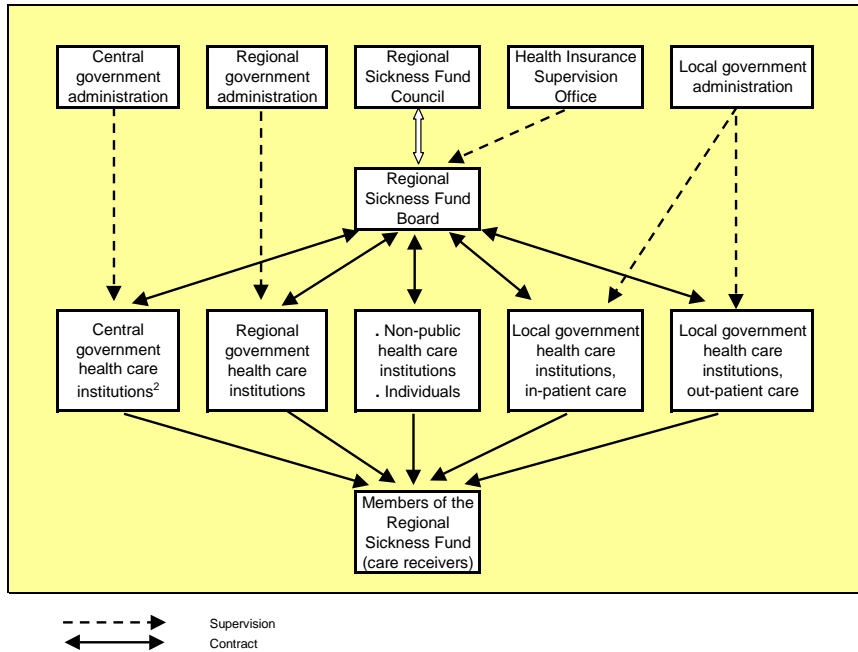 Central
government
administration
Regional
government
administration
Regional
Sickness Fund
Council
Health Insurance
Supervision
Office
Local government
administration
Regional
Sickness Fund
Board
Central
government
health care
institutions²
Regional
government
health care
institutions
. Non-public
health care
institutions
. Individuals
Local government
health care
institutions,
in-patient care
Local government
health care
institutions,
out-patient care
Members of the
Regional
Sickness Fund
(care receivers)
Supervision
Contract